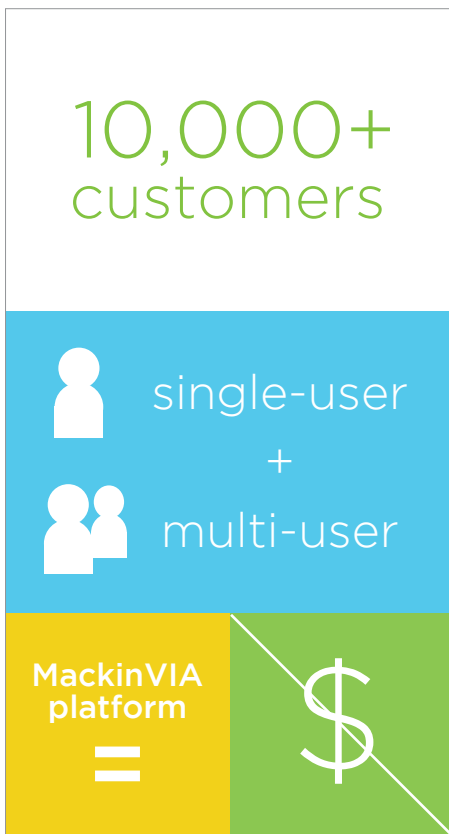 10,000+
customers
single-user
+
multi-user
MackinVIA
platform
=
$